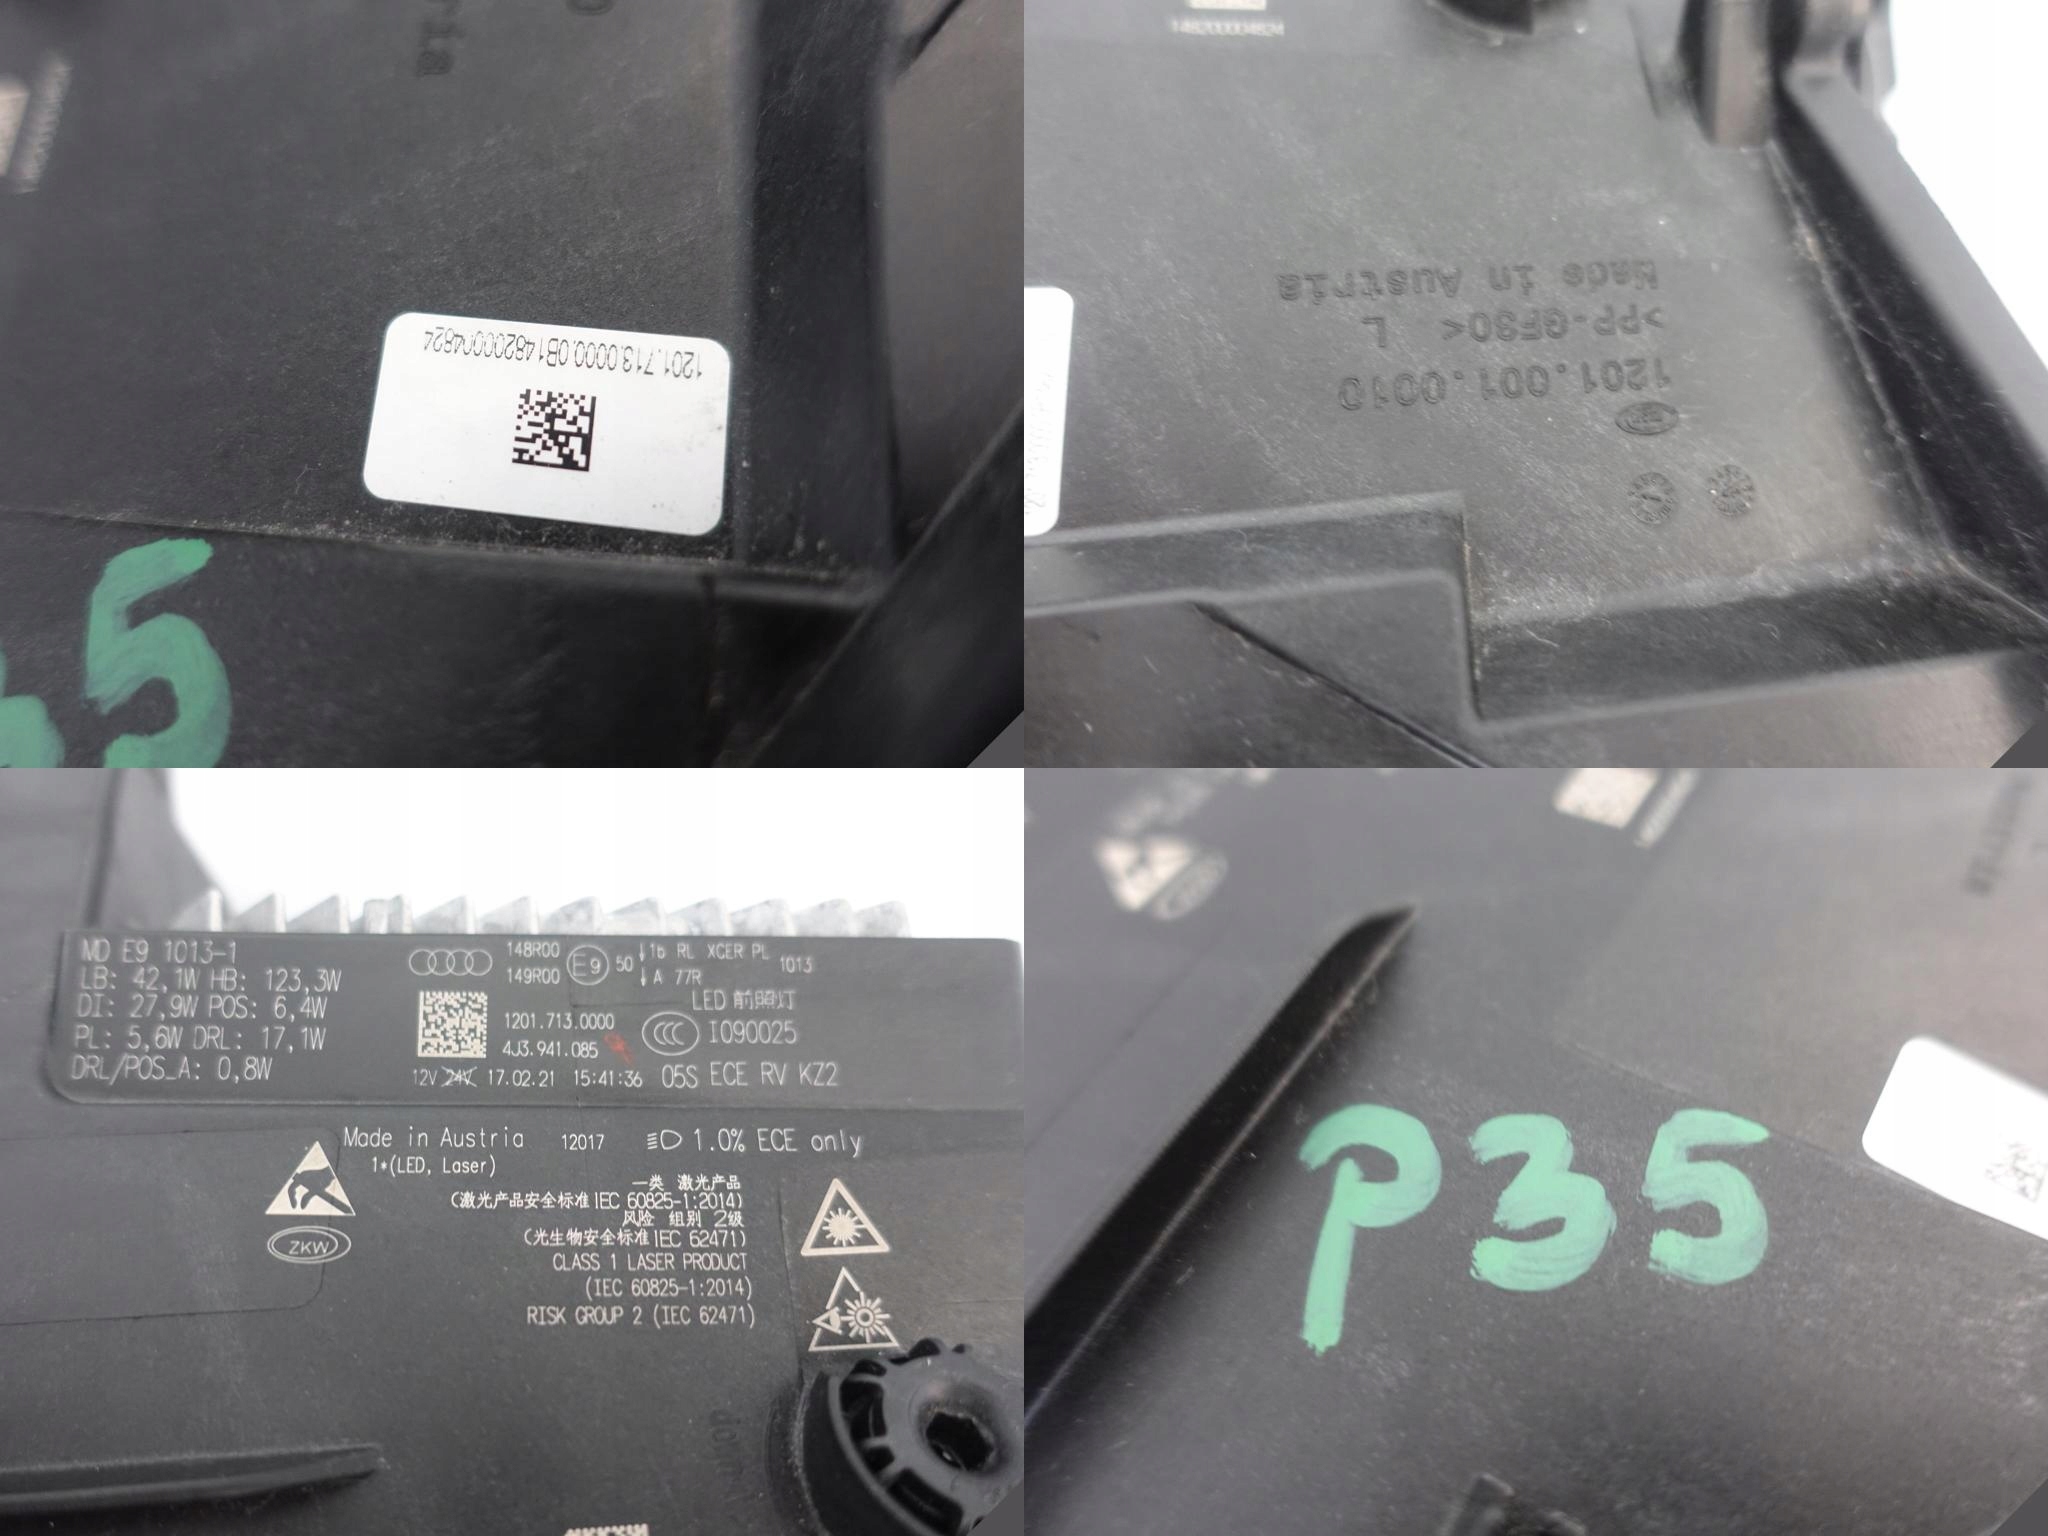 1201.713.0000.0B148200004824
35
148200004824
Made in Austria
>PP-GF30< L
1201.001.0010
MD E9 1013-1
LB: 42,1W HB: 123,3W
DI: 27,9W POS: 6,4W
PL: 5,6W DRL: 17,1W
DRL/POS_A: 0,8W
148R00
149R00
E9
50
1b RL XCER PL
A 77R
1013
LED 前照灯
1201.713.0000
4J3.941.085
CCC
I090025
12V 24V 17.02.21 15:41:36
05S ECE RV KZ2
Made in Austria
12017
1.0% ECE only
1*(LED, Laser)
一类 激光产品
(激光产品安全标准 IEC 60825-1:2014)
风险 组别 2级
(光生物安全标准 IEC 62471)
CLASS 1 LASER PRODUCT
(IEC 60825-1:2014)
RISK GROUP 2 (IEC 62471)
ZKW
P35